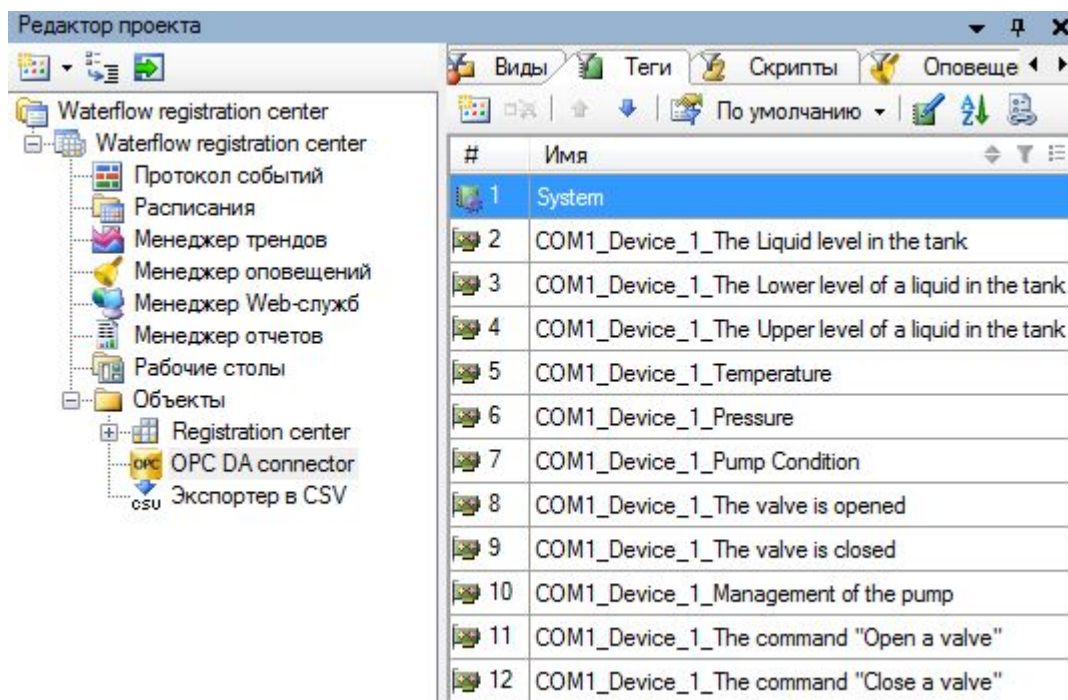 Редактор проекта
Waterflow registration center
Waterflow registration center
Протокол событий
Расписания
Менеджер трендов
Менеджер оповещений
Менеджер Web-служб
Менеджер отчетов
Рабочие столы
Объекты
Registration center
OPC OPC DA connector
CSV Экспортер в CSV
Виды Теги Скрипты Оповеще
По умолчанию
# Имя
1 System
2 COM1_Device_1_The Liquid level in the tank
3 COM1_Device_1_The Lower level of a liquid in the tank
4 COM1_Device_1_The Upper level of a liquid in the tank
5 COM1_Device_1_Temperature
6 COM1_Device_1_Pressure
7 COM1_Device_1_Pump Condition
8 COM1_Device_1_The valve is opened
9 COM1_Device_1_The valve is closed
10 COM1_Device_1_Management of the pump
11 COM1_Device_1_The command "Open a valve"
12 COM1_Device_1_The command "Close a valve"